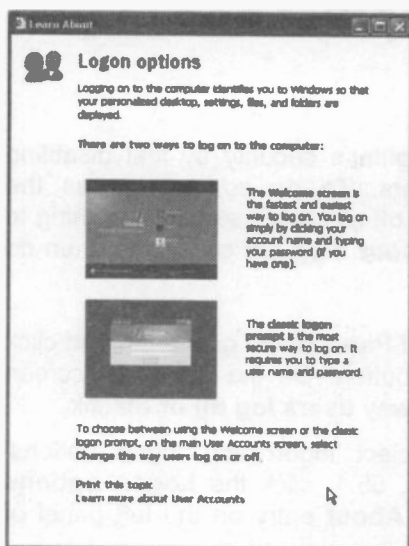 Learn About
Logon options
Logging on to the computer identifies you to Windows so that
your personalized desktop, settings, files, and folders are
displayed.
There are two ways to log on to the computer:
The Welcome screen is
the fastest and easiest
way to log on. You log on
simply by clicking your
account name and typing
your password (if you
have one).
The classic logon
prompt is the most
secure way to log on. It
requires you to type a
user name and password.
To choose between using the Welcome screen or the classic
logon prompt, on the main User Accounts screen, select
Change the way users log on or off.
Print this topic
Learn more about User Accounts